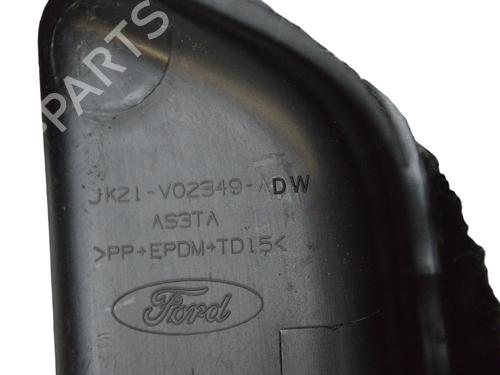 B-PARTS
JK21-V02349-ADW
AS3TA
>PP+EPDM+TD15<
Ford